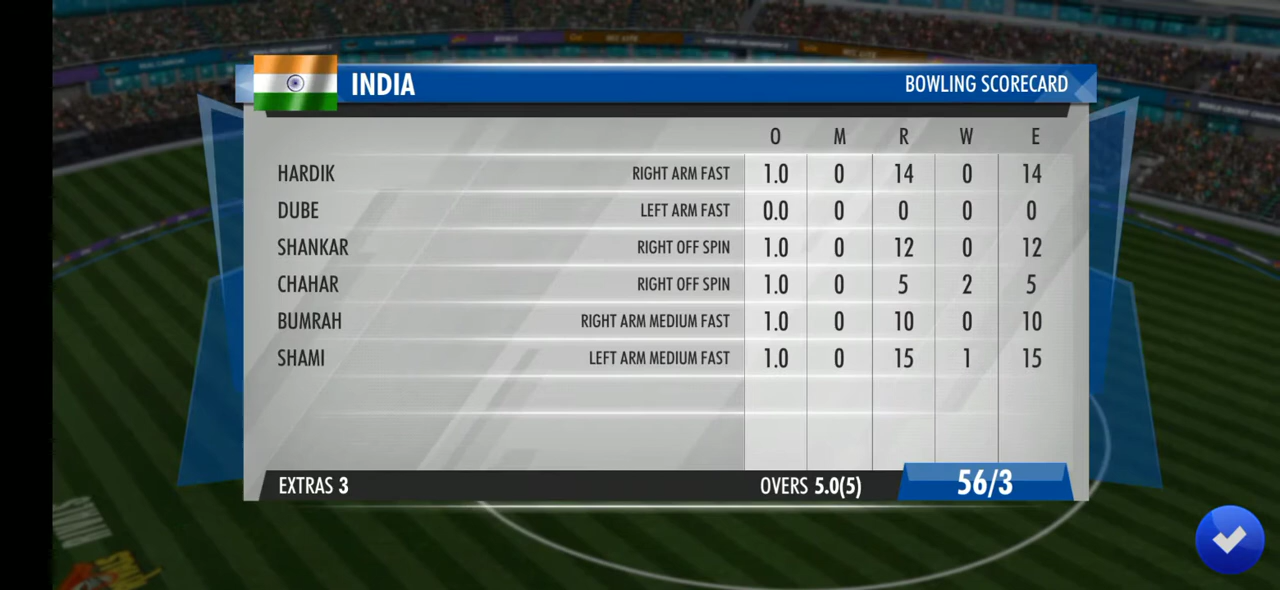 INDIA BOWLING SCORECARD
O M R W E
HARDIK RIGHT ARM FAST 1.0 0 14 0 14
DUBE LEFT ARM FAST 0.0 0 0 0 0
SHANKAR RIGHT OFF SPIN 1.0 0 12 0 12
CHAHAR RIGHT OFF SPIN 1.0 0 5 2 5
BUMRAH RIGHT ARM MEDIUM FAST 1.0 0 10 0 10
SHAMI LEFT ARM MEDIUM FAST 1.0 0 15 1 15
EXTRAS 3 OVERS 5.0(5) 56/3